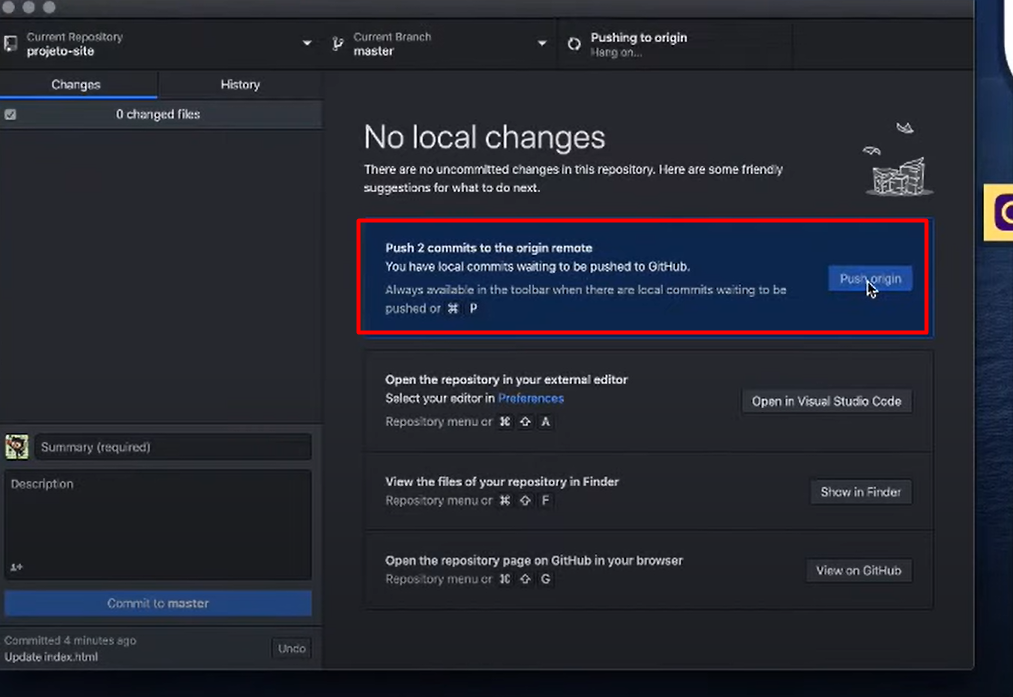 Current Repository
projeto-site
Current Branch
master
Pushing to origin
Hang on...
Changes
History
0 changed files
No local changes
There are no uncommitted changes in this repository. Here are some friendly
suggestions for what to do next.
Push 2 commits to the origin remote
You have local commits waiting to be pushed to GitHub.
Always available in the toolbar when there are local commits waiting to be
pushed or ⌘ P
Push origin
Open the repository in your external editor
Select your editor in Preferences
Repository menu or ⌘ ⇧ A
Open in Visual Studio Code
View the files of your repository in Finder
Repository menu or ⌘ ⇧ F
Show in Finder
Open the repository page on GitHub in your browser
Repository menu or ⌘ ⇧ G
View on GitHub
Summary (required)
Description
Commit to master
Committed 4 minutes ago
Update index.html
Undo